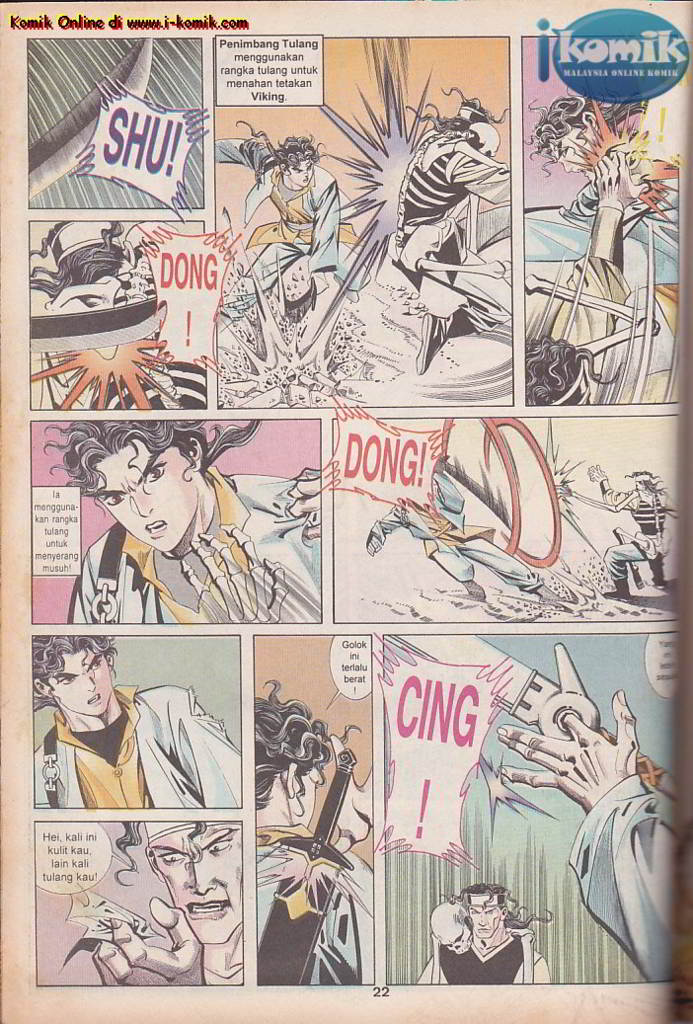 Komik Online di www.i-komik.com
ikomik
MALAYSIA ONLINE KOMIK
SHU!
Penimbang Tulang
menggunakan
rangka tulang untuk
menahan tetakan
Viking.
!
DONG
!
Ia
mengguna-
kan rangka
tulang
untuk
menyerang
musuh!
DONG!
Golok
ini
terlalu
berat
!
CING
!
Hei, kali ini
kulit kau,
lain kali
tulang kau!
22